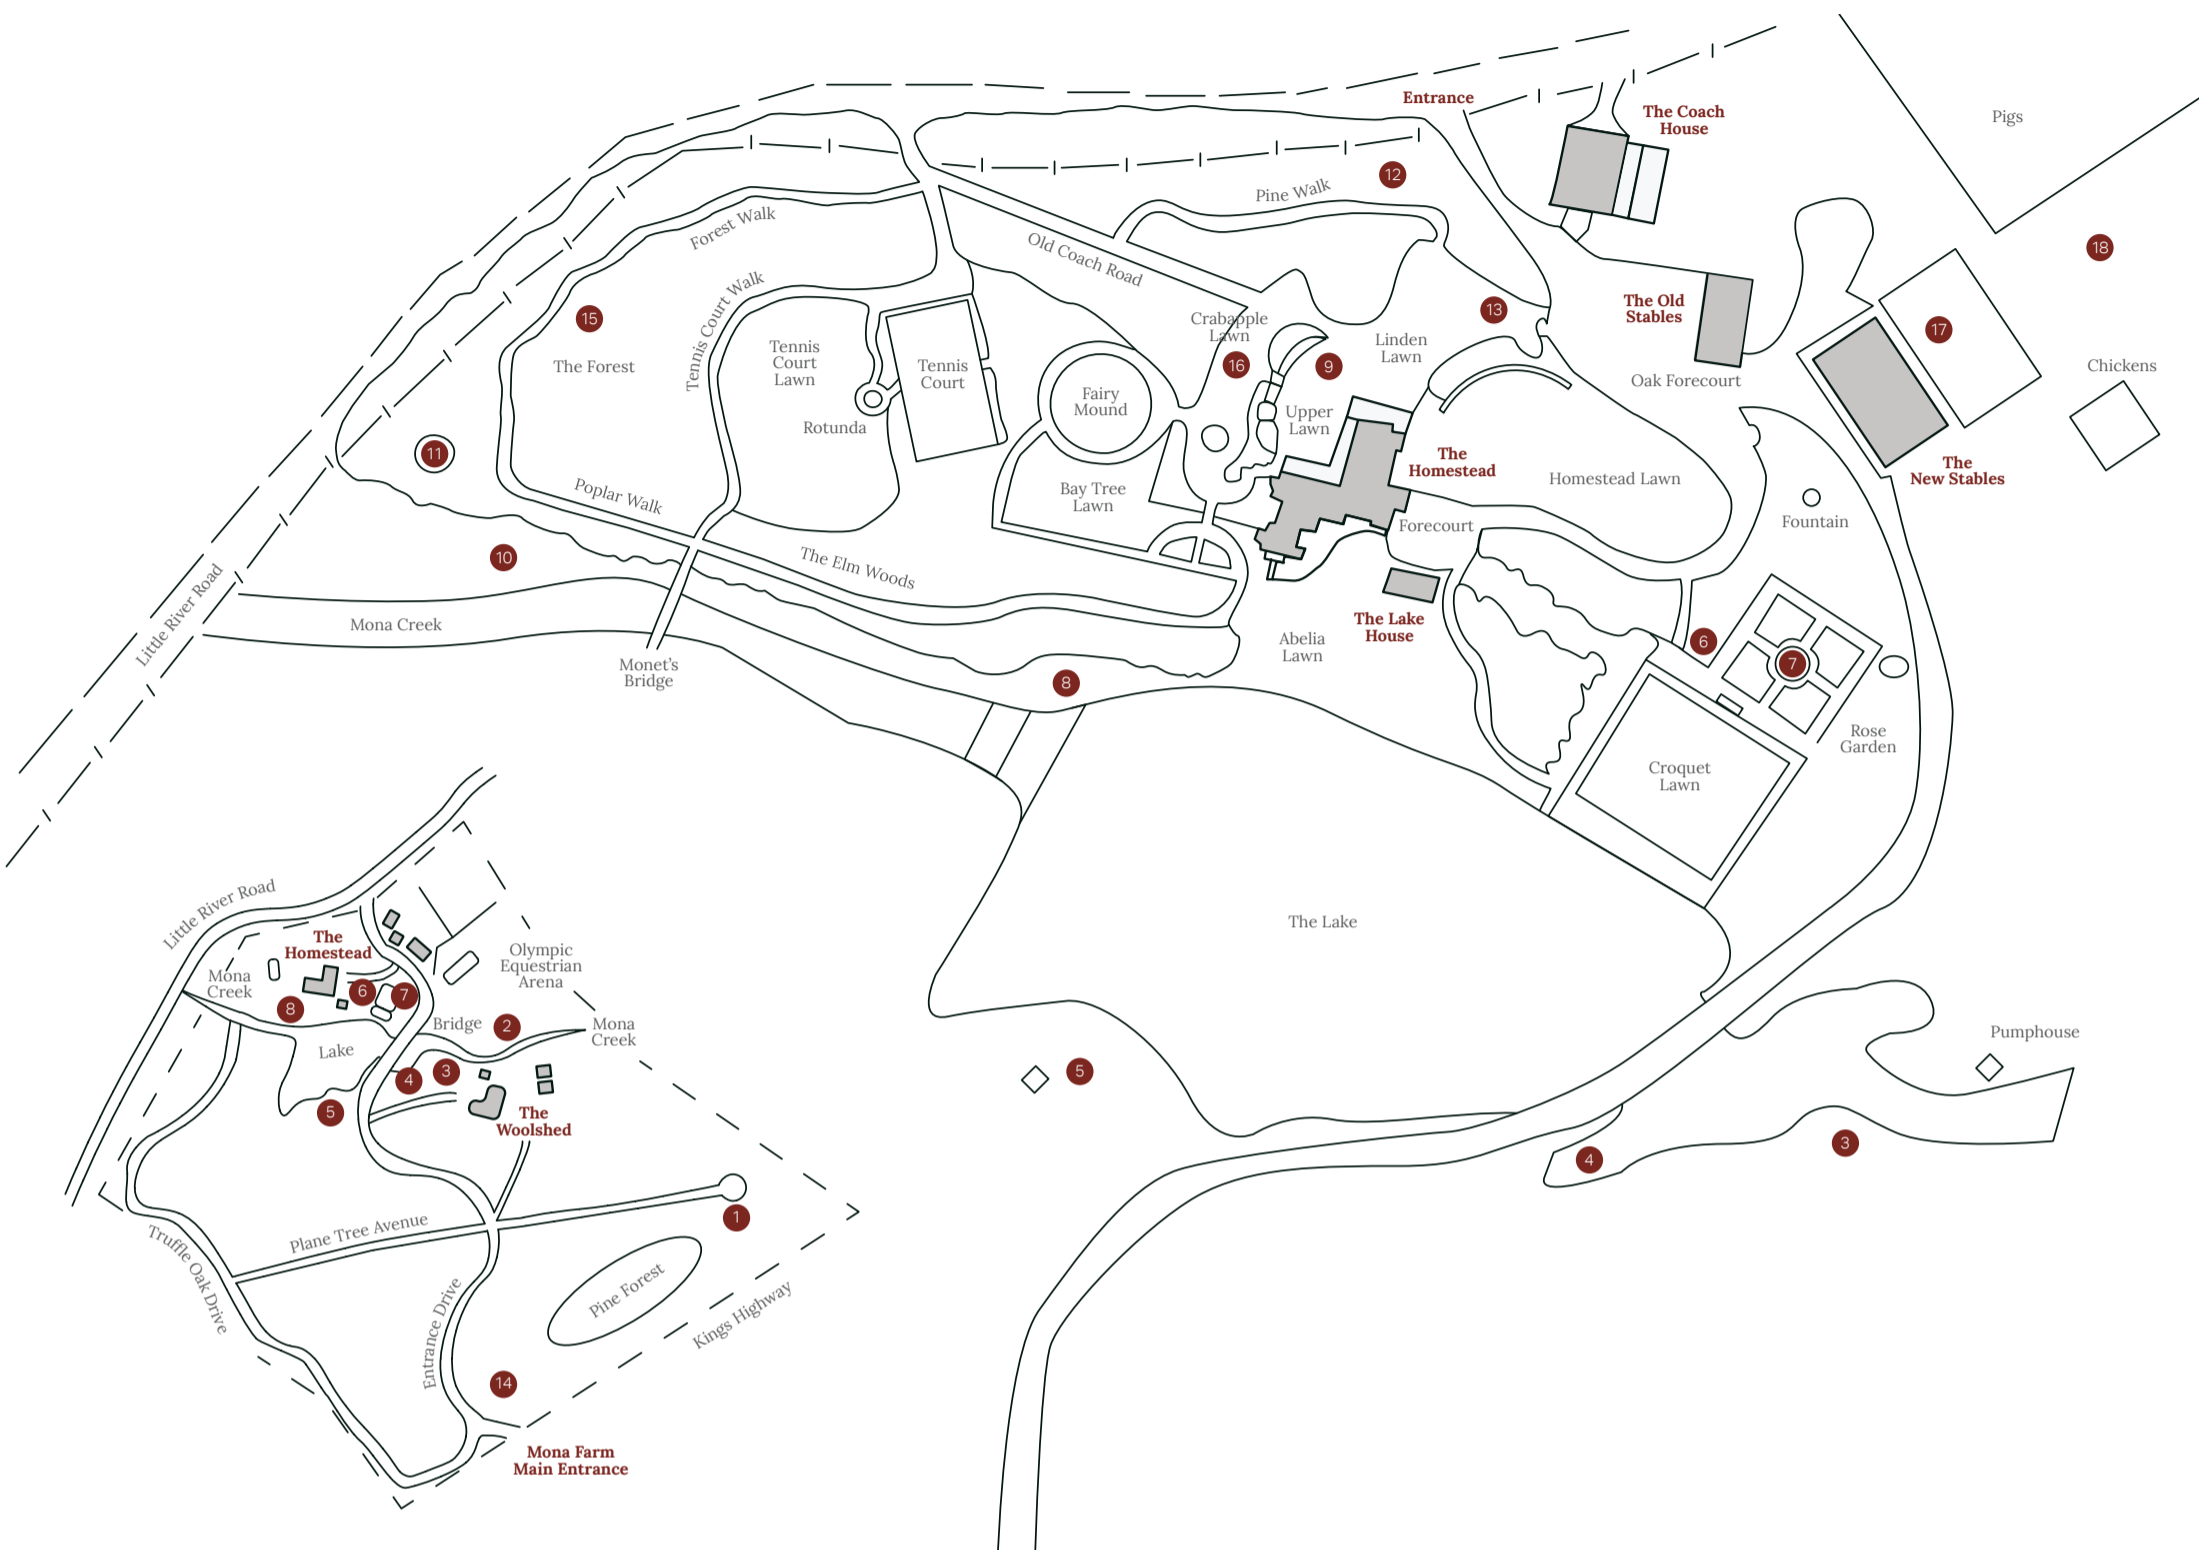 Entrance
The Coach
House
Pigs
12
Pine Walk
Forest Walk
18
Old Coach Road
Tennis Court Walk
The Old
Stables
13
15
Crabapple
Lawn
17
Linden
Lawn
Tennis
Court
Lawn
The Forest
Tennis
Court
16
9
Oak Forecourt
Chickens
Fairy
Mound
Upper
Lawn
Rotunda
11
The
Homestead
The
New Stables
Homestead Lawn
Poplar Walk
Bay Tree
Lawn
Forecourt
Fountain
10
The Elm Woods
Little River Road
Mona Creek
The Lake
House
Abelia
Lawn
6
7
Monet's
Bridge
8
Rose
Garden
Croquet
Lawn
The Lake
Pumphouse
5
4
3
Little River Road
The
Homestead
Olympic
Equestrian
Arena
Mona
Creek
6
7
8
Bridge
2
Mona
Creek
Lake
3
4
5
The
Woolshed
1
Plane Tree Avenue
Truffle Oak Drive
Pine Forest
Entrance Drive
Kings Highway
14
Mona Farm
Main Entrance